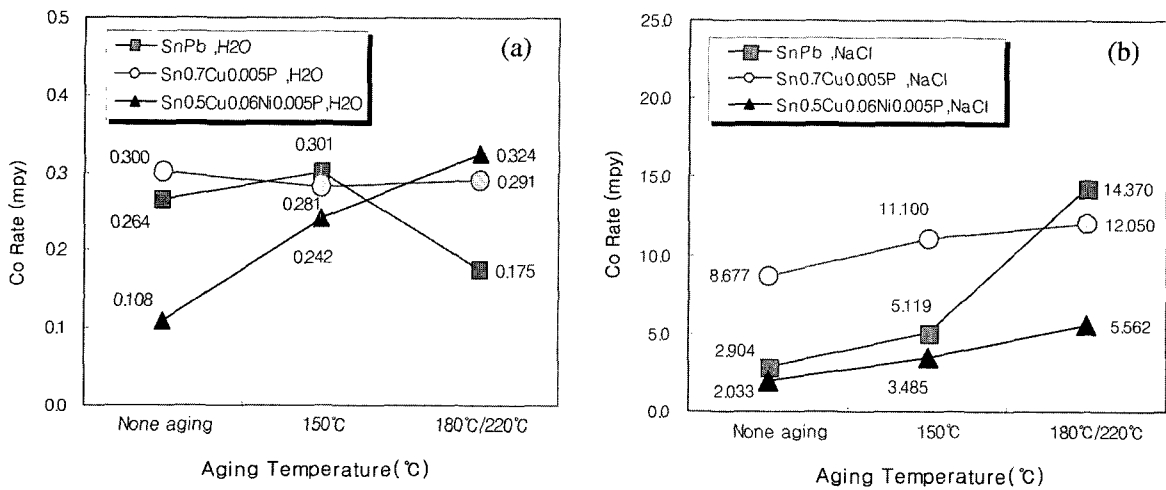 0.5
0.4
0.3
0.2
0.1
0.0
Co Rate (mpy)
SnPb ,H2O
Sn0.7Cu0.005P ,H2O
Sn0.5Cu0.06Ni0.005P,H2O
(a)
0.300
0.264
0.108
0.301
0.281
0.242
0.324
0.291
0.175
None aging
150℃
180℃/220℃
Aging Temperature(℃)
25.0
20.0
15.0
10.0
5.0
0.0
Co Rate (mpy)
SnPb ,NaCl
Sn0.7Cu0.005P ,NaCl
Sn0.5Cu0.06Ni0.005P,NaCl
(b)
8.677
2.904
2.033
11.100
5.119
3.485
14.370
12.050
5.562
None aging
150℃
180℃/220℃
Aging Temperature(℃)